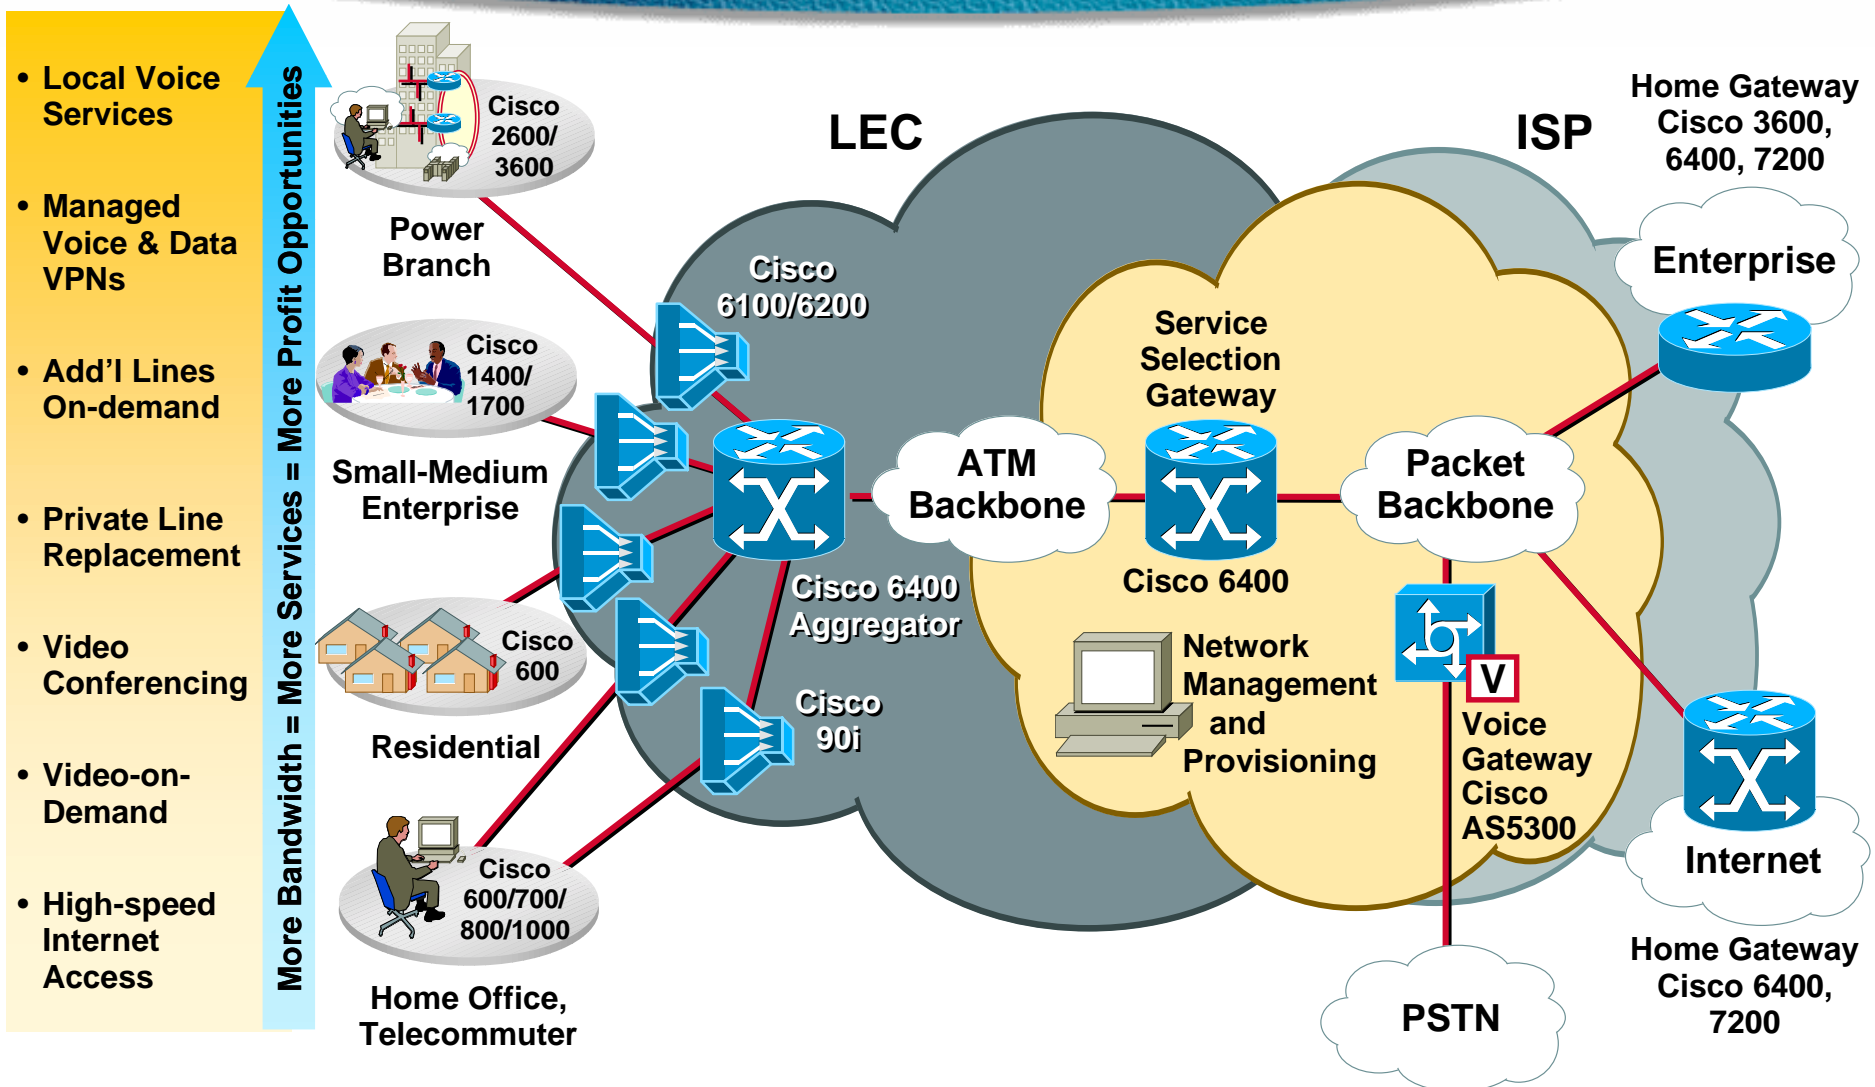 • Local Voice
Services
• Managed
Voice & Data
VPNs
• Add’l Lines
On-demand
• Private Line
Replacement
• Video
Conferencing
• Video-on-
Demand
• High-speed
Internet
Access
More Bandwidth = More Services = More Profit Opportunities
Cisco
2600/
3600
Power
Branch
Cisco
1400/
1700
Small-Medium
Enterprise
Cisco
600
Residential
Cisco
600/700/
800/1000
Home Office,
Telecommuter
LEC
Cisco
6100/6200
Cisco 6400
Aggregator
Cisco
90i
ATM
Backbone
Service
Selection
Gateway
Cisco 6400
Network
Management
and
Provisioning
ISP
Packet
Backbone
V
Voice
Gateway
Cisco
AS5300
PSTN
Home Gateway
Cisco 3600,
6400, 7200
Enterprise
Internet
Home Gateway
Cisco 6400,
7200